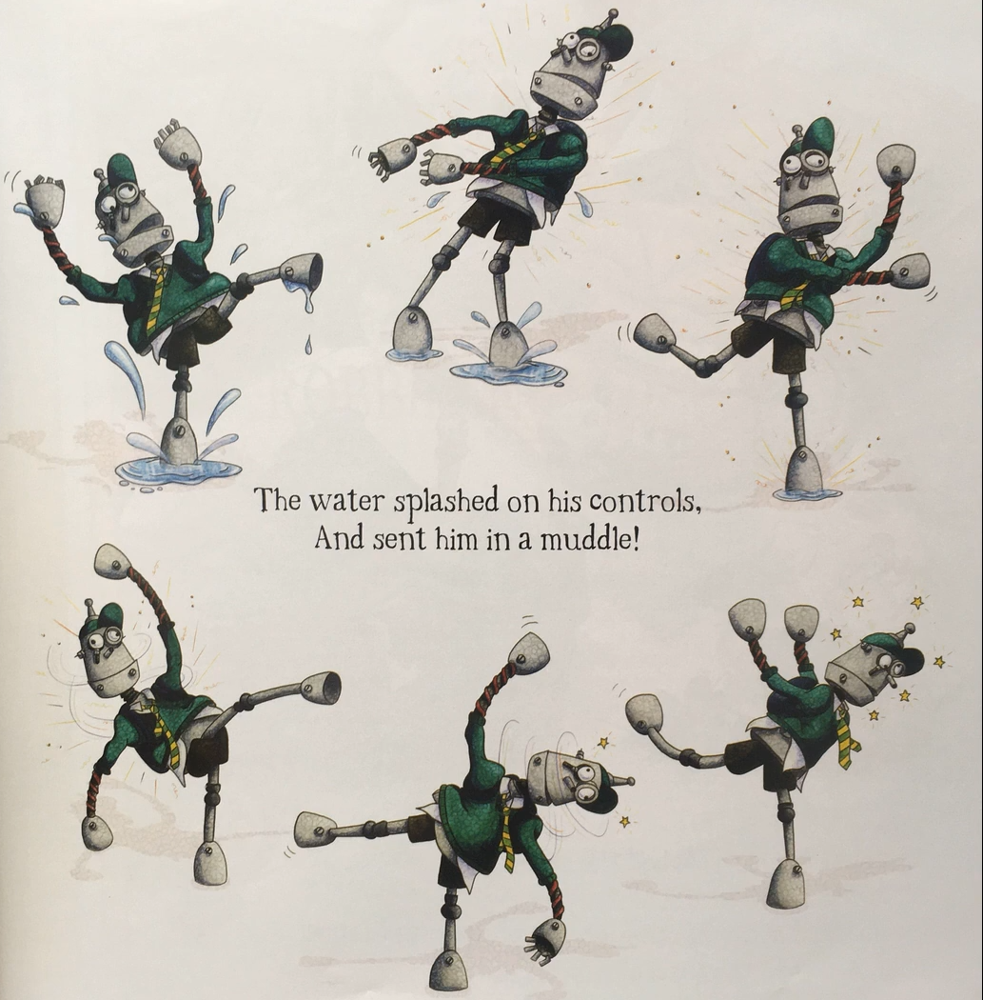 The water splashed on his controls,
And sent him in a muddle!